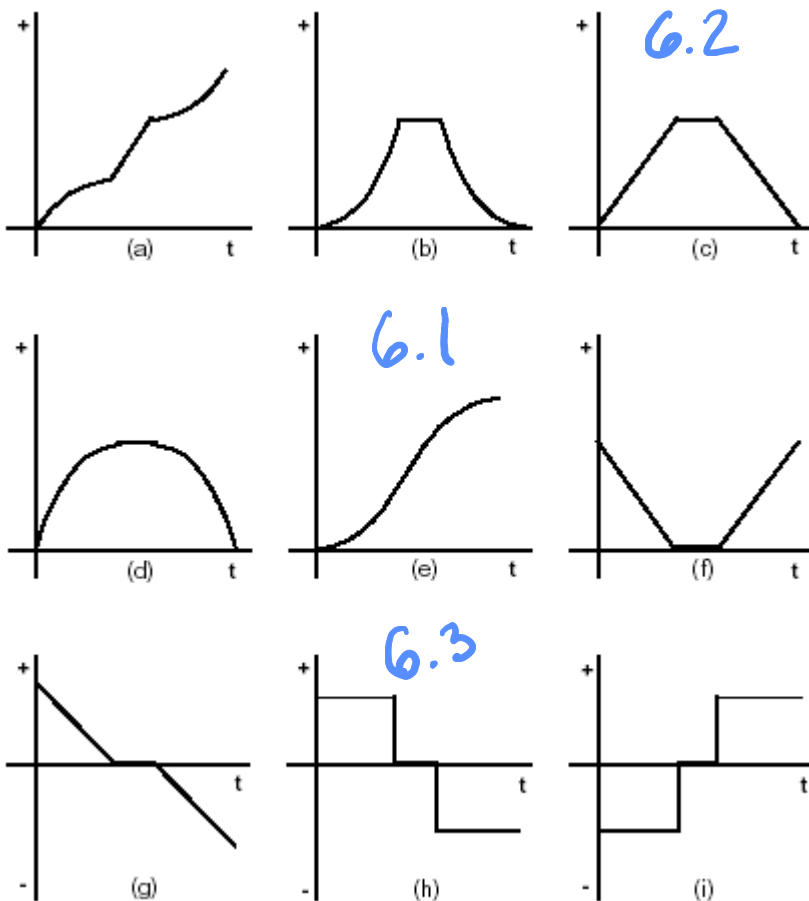 + + + 6.2
(a) t (b) t (c) t
+ + 6.1 +
(d) t (e) t (f) t
+ + 6.3 +
t t t
- (g) - (h) - (i)